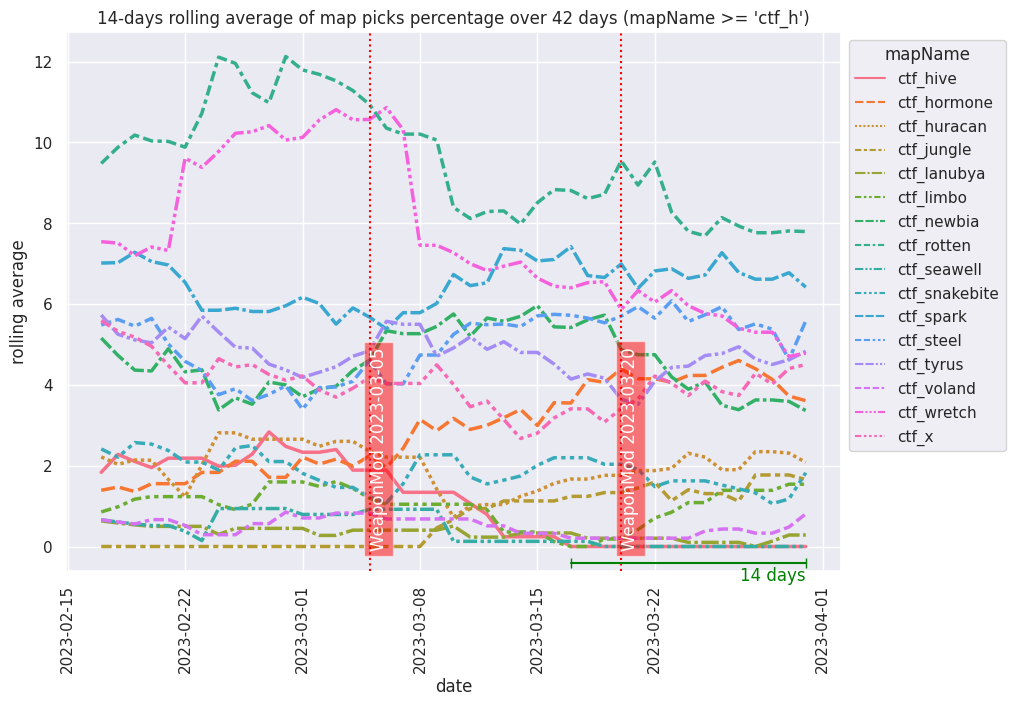 14-days rolling average of map picks percentage over 42 days (mapName >= 'ctf_h')
rolling average
12
10
8
6
4
2
0
WeaponMod 2023-03-05
WeaponMod 2023-03-20
14 days
2023-02-15
2023-02-22
2023-03-01
2023-03-08
2023-03-15
2023-03-22
2023-04-01
date
mapName
ctf_hive
ctf_hormone
ctf_huracan
ctf_jungle
ctf_lanubya
ctf_limbo
ctf_newbia
ctf_rotten
ctf_seawell
ctf_snakebite
ctf_spark
ctf_steel
ctf_tyrus
ctf_voland
ctf_wretch
ctf_x